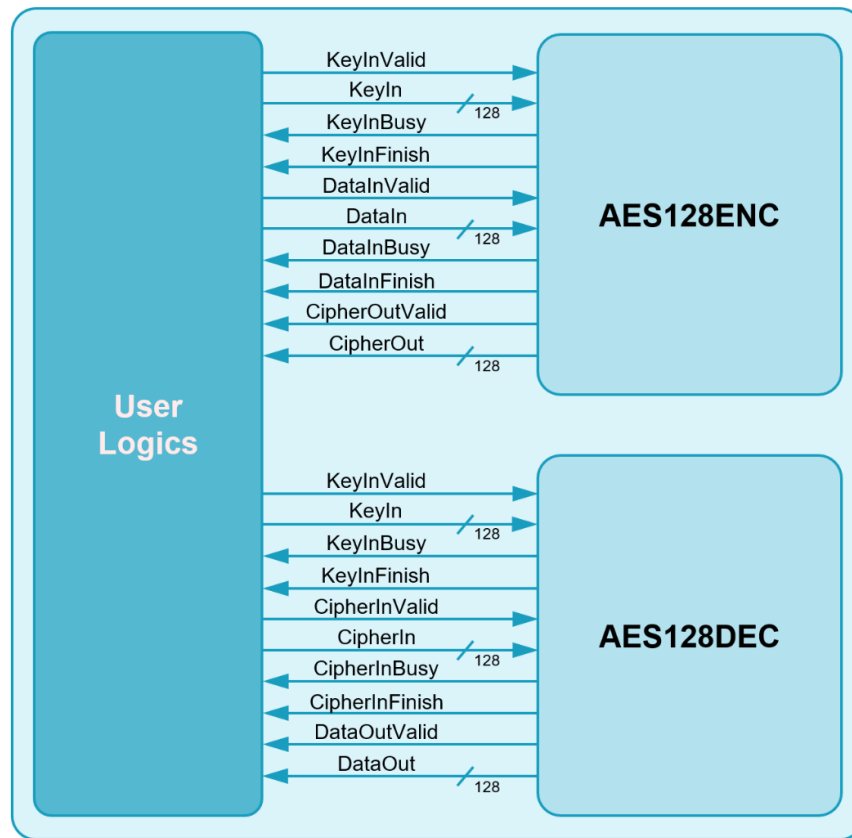 KeyInValid
KeyIn
128
KeyInBusy
KeyInFinish
DataInValid
DataIn
128
DataInBusy
DataInFinish
CipherOutValid
CipherOut
128
AES128ENC
User
Logics
KeyInValid
KeyIn
128
KeyInBusy
KeyInFinish
CipherInValid
CipherIn
128
CipherInBusy
CipherInFinish
DataOutValid
DataOut
128
AES128DEC